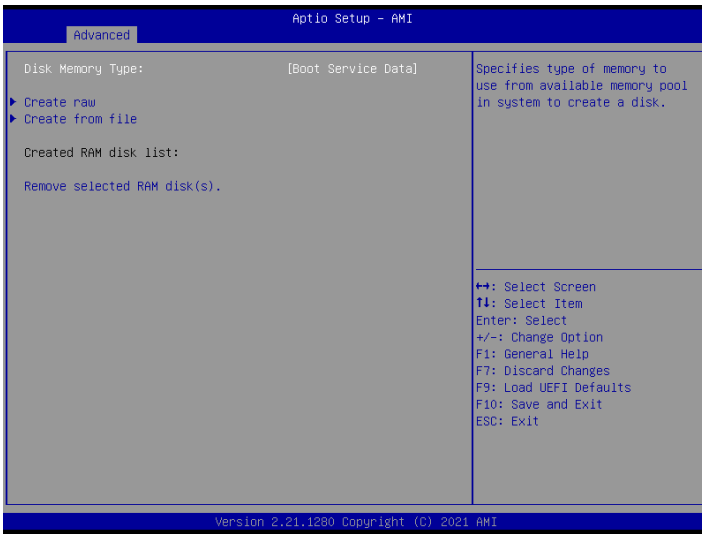 Aptio Setup – AMI
Advanced
Disk Memory Type: [Boot Service Data]
Create raw
Create from file
Created RAM disk list:
Remove selected RAM disk(s).
Specifies type of memory to
use from available memory pool
in system to create a disk.
↔: Select Screen
↑↓: Select Item
Enter: Select
+/-: Change Option
F1: General Help
F7: Discard Changes
F9: Load UEFI Defaults
F10: Save and Exit
ESC: Exit
Version 2.21.1280 Copyright (C) 2021 AMI